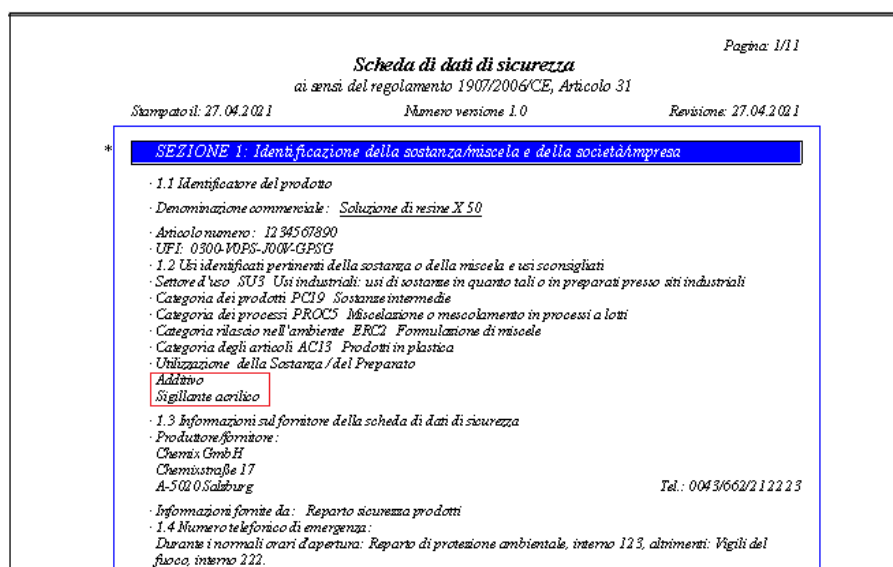 Pagina: 1/11
Scheda di dati di sicurezza
ai sensi del regolamento 1907/2006/CE, Articolo 31
Stampato il: 27.04.2021 Numero versione 1.0 Revisione: 27.04.2021
* SEZIONE 1: Identificazione della sostanza/miscela e della società/impresa
· 1.1 Identificatore del prodotto
· Denominazione commerciale: Soluzione di resine X 50
· Articolo numero: 1234567890
· UFI: 0300-V0PS-J00V-GPSG
· 1.2 Usi identificati pertinenti della sostanza o della miscela e usi sconsigliati
· Settore d'uso SU3 Usi industriali: usi di sostanze in quanto tali o in preparati presso siti industriali
· Categoria dei prodotti PC19 Sostanze intermedie
· Categoria dei processi PROC5 Miscelazione o mescolamento in processi a lotti
· Categoria rilascio nell'ambiente ERC2 Formulazione di miscele
· Categoria degli articoli AC13 Prodotti in plastica
· Utilizzazione della Sostanza / del Preparato
Additivo
Sigillante acrilico
· 1.3 Informazioni sul fornitore della scheda di dati di sicurezza
· Produttore/fornitore:
Chemix GmbH
Chemixstraße 17
A-5020 Salzburg Tel.: 0043/662/212223
· Informazioni fornite da: Reparto sicurezza prodotti
· 1.4 Numero telefonico di emergenza:
Durante i normali orari d'apertura: Reparto di protezione ambientale, interno 123, altrimenti: Vigili del
fuoco, interno 222.